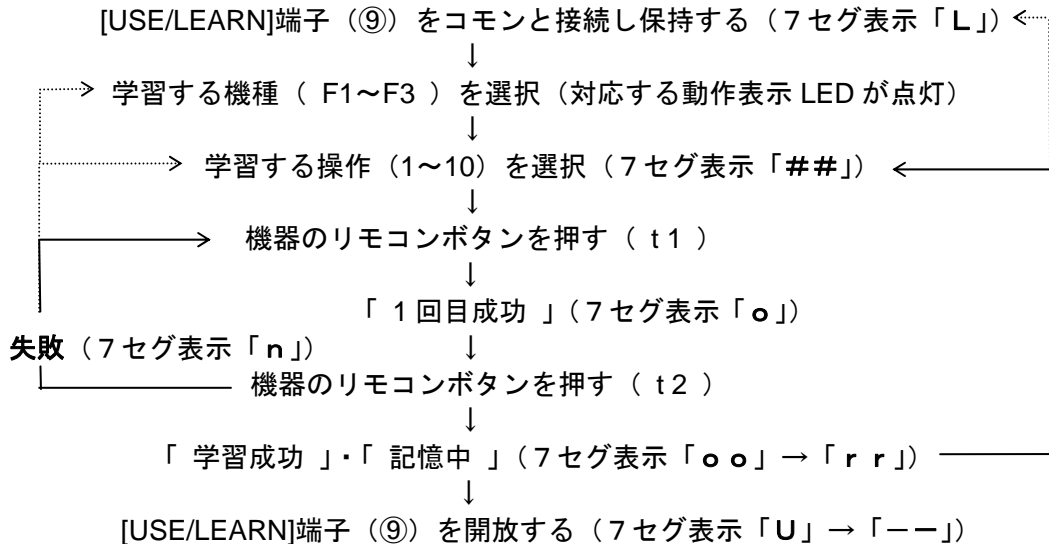 [USE/LEARN]端子（⑨）をコモンと接続し保持する（７セグ表示「Ｌ」）
↓
学習する機種（ F1～F3 ）を選択（対応する動作表示 LED が点灯）
↓
学習する操作（1～10）を選択（７セグ表示「＃＃」）
↓
機器のリモコンボタンを押す（ ｔ1 ）
↓
「 １回目成功 」（７セグ表示「ｏ」）
失敗（７セグ表示「ｎ」）
↓
機器のリモコンボタンを押す（ ｔ2 ）
↓
「 学習成功 」・「 記憶中 」（７セグ表示「ｏｏ」→「ｒｒ」）
↓
[USE/LEARN]端子（⑨）を開放する（７セグ表示「Ｕ」→「－－」）